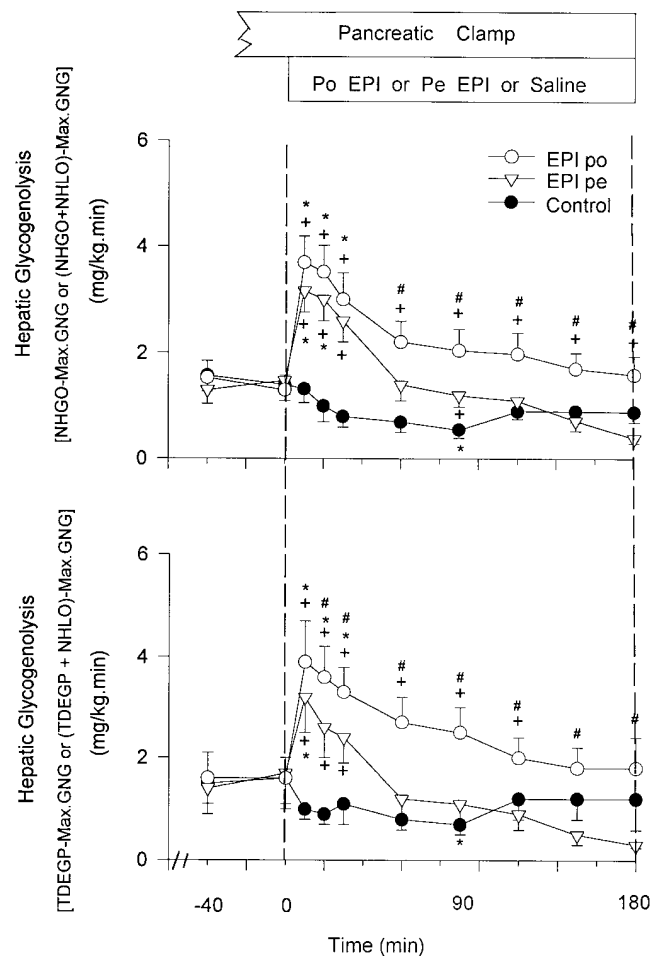 Pancreatic Clamp
Po EPI or Pe EPI or Saline
Hepatic Glycogenolysis
[NHGO-Max.GNG or (NHGO+NHLO)-Max.GNG]
(mg/kg.min)
6
4
2
0
EPI po
EPI pe
Control
* * *
+ + +
# # # # #
+ + + + +
+ + +
* *
+
*
Hepatic Glycogenolysis
[TDEGP-Max.GNG or (TDEGP + NHLO)-Max.GNG]
(mg/kg.min)
6
4
2
0
* # #
+ * *
+ +
# # # # #
+ + +
+ + +
*
*
-40 0 90 180
Time (min)